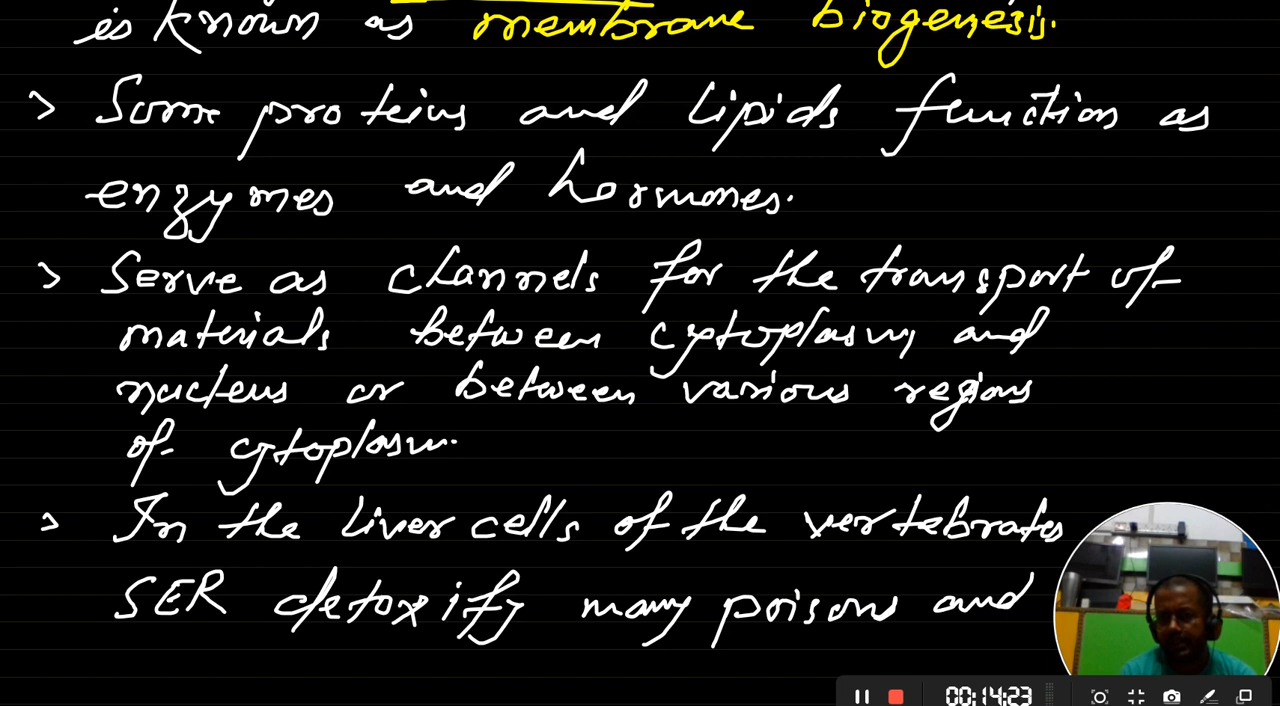 is known as membrane biogenesis.
> Some proteins and Lipids function as
enzymes and hormones.
> Serve as channels for the transport of
materials between cytoplasm and
nucleus or between various regions
of cytoplasm.
> In the Liver cells of the vertebrates
SER detoxify many poisons and
00:14:23